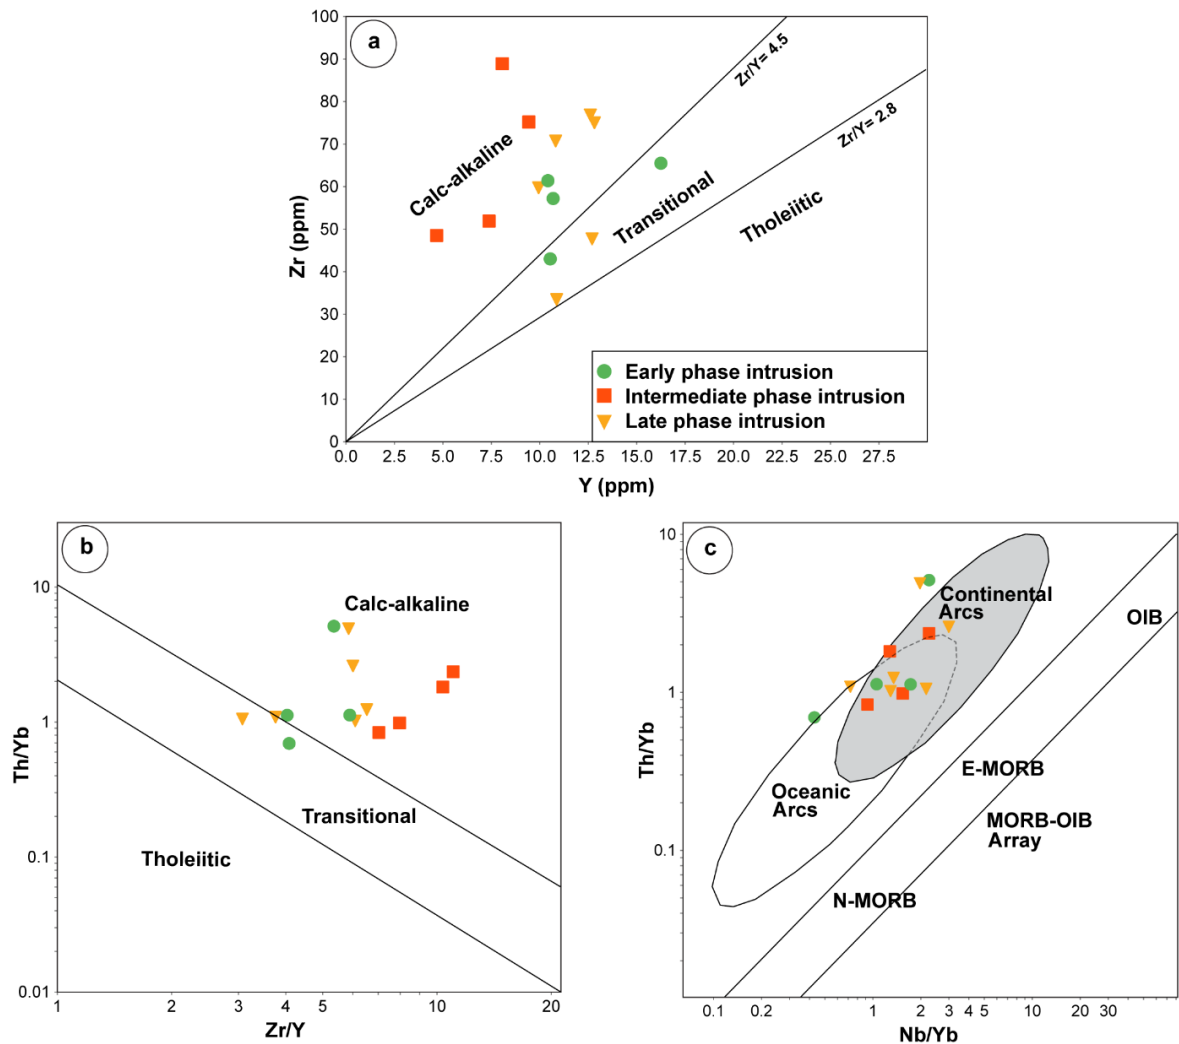 a
100
90
80
70
60
50
40
30
20
10
0
Zr (ppm)
0.0 2.5 5.0 7.5 10.0 12.5 15.0 17.5 20.0 22.5 25.0 27.5
Y (ppm)
Zr/Y= 4.5
Zr/Y= 2.8
Calc-alkaline
Transitional
Tholeiitic
Early phase intrusion
Intermediate phase intrusion
Late phase intrusion
b
10
1
0.1
0.01
Th/Yb
1 2 3 4 5 10 20
Zr/Y
Calc-alkaline
Transitional
Tholeiitic
c
10
1
0.1
Th/Yb
0.1 0.2 1 2 3 4 5 10 20 30
Nb/Yb
Continental
Arcs
OIB
E-MORB
Oceanic
Arcs
MORB-OIB
Array
N-MORB